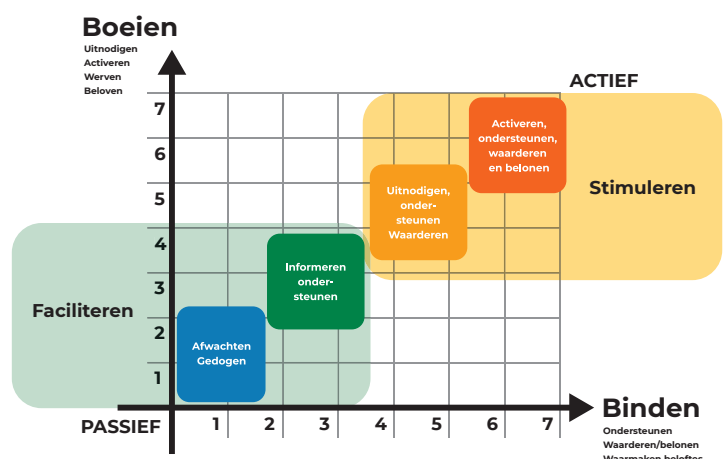 Boeien
Uitnodigen
Activeren
Werven
Beloven
ACTIEF
7
6
5
4
3
2
1
Activeren,
ondersteunen,
waarderen
en belonen
Uitnodigen,
onder-
steunen
Waarderen
Stimuleren
Informeren
onder-
steunen
Faciliteren
Afwachten
Gedogen
PASSIEF
1
2
3
4
5
6
7
Binden
Ondersteunen
Waarderen/belonen
Waarmaken beloftes